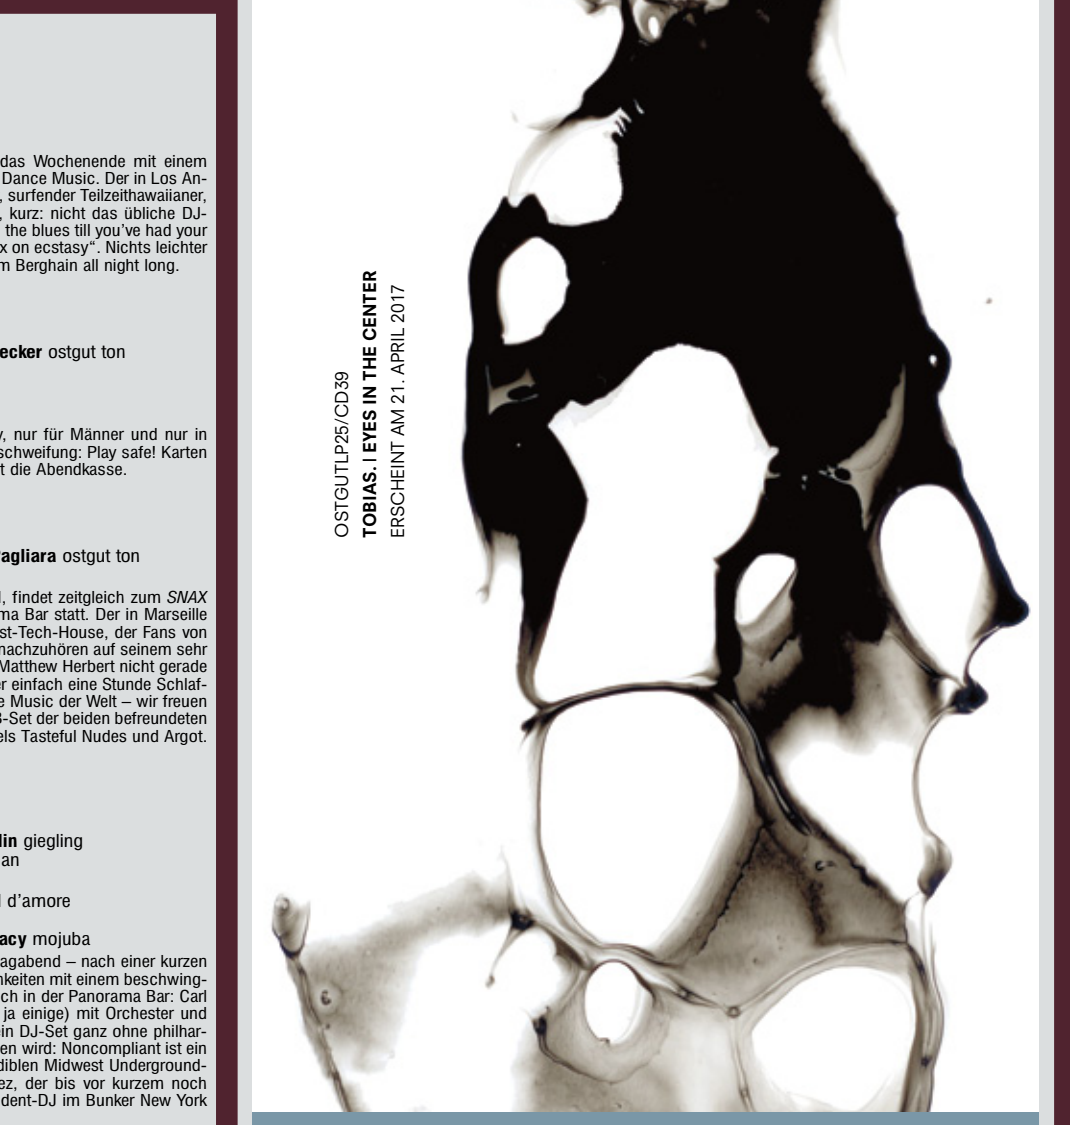 das Wochenende mit einem
Dance Music. Der in Los An-
, surfender Teilzeithawaiianer,
, kurz: nicht das übliche DJ-
the blues till you've had your
x on ecstasy“. Nichts leichter
m Berghain all night long.
ecker ostgut ton
y, nur für Männer und nur in
schweifung: Play safe! Karten
t die Abendkasse.
Pagliara ostgut ton
l, findet zeitgleich zum SNAX
ma Bar statt. Der in Marseille
st-Tech-House, der Fans von
nachzuhören auf seinem sehr
Matthew Herbert nicht gerade
er einfach eine Stunde Schlaf-
e Music der Welt – wir freuen
B-Set der beiden befreundeten
els Tasteful Nudes und Argot.
lin giegling
an
l d'amore
acy mojuba
agabend – nach einer kurzen
hkeiten mit einem beschwing-
ch in der Panorama Bar: Carl
ja einige) mit Orchester und
ein DJ-Set ganz ohne philhar-
en wird: Noncompliant ist ein
diblen Midwest Underground-
ez, der bis vor kurzem noch
dent-DJ im Bunker New York
OSTGUTLP25/CD39
TOBIAS. | EYES IN THE CENTER
ERSCHEINT AM 21. APRIL 2017